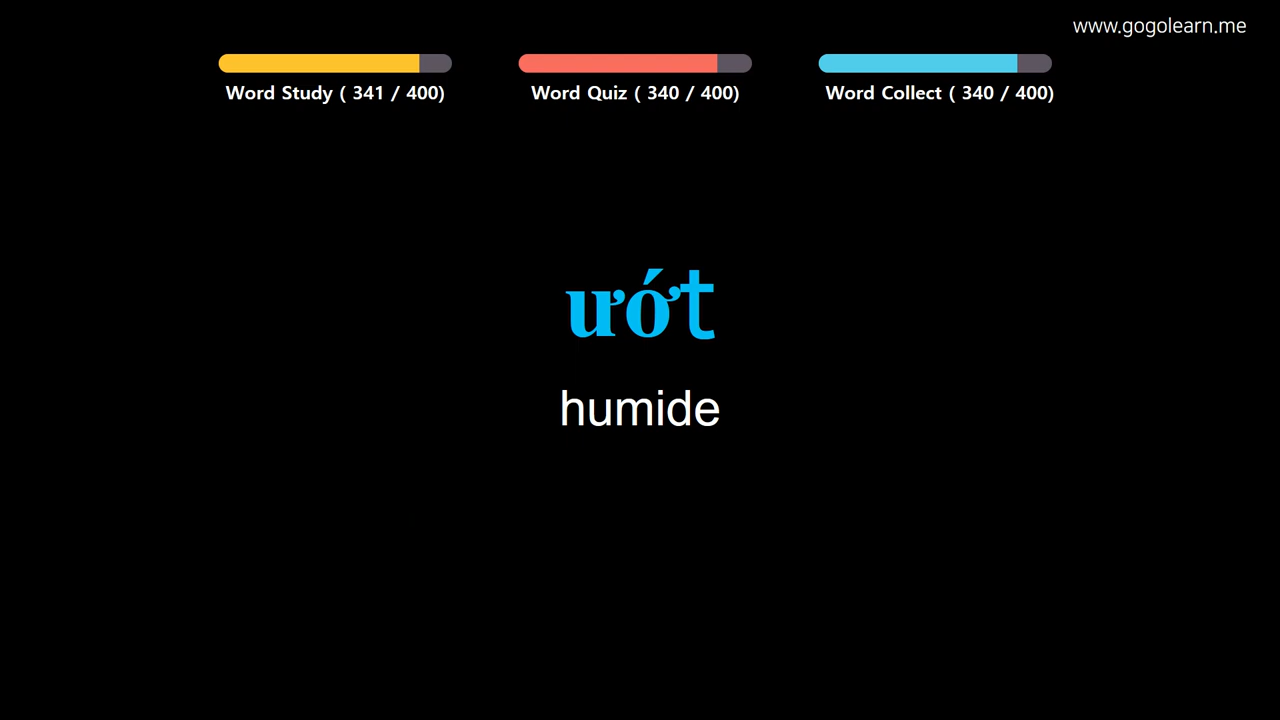 www.gogolearn.me
Word Study ( 341 / 400)
Word Quiz ( 340 / 400)
Word Collect ( 340 / 400)
ướt
humide